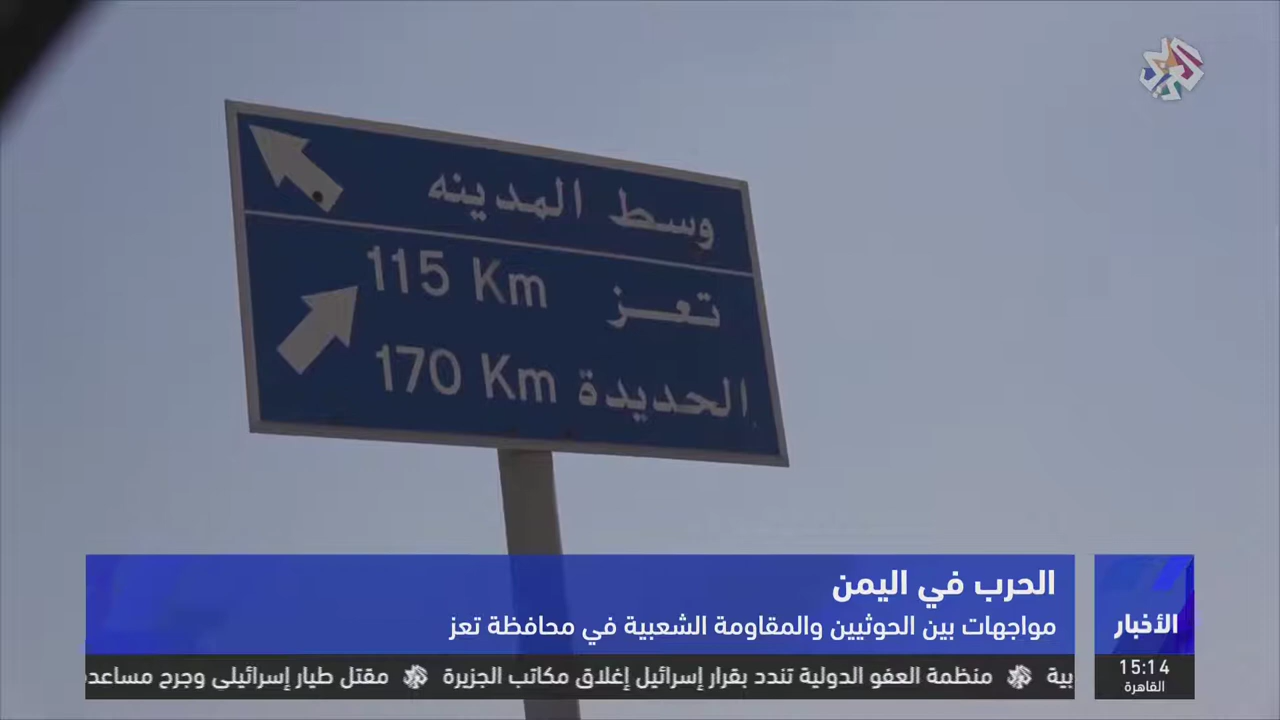 وسط المدينه
تعز 115 Km
الحديدة 170 Km
الحرب في اليمن
مواجهات بين الحوثيين والمقاومة الشعبية في محافظة تعز
الأخبار
15:14
القاهرة
بية منظمة العفو الدولية تندد بقرار إسرائيل إغلاق مكاتب الجزيرة مقتل طيار إسرائيلي وجرح مساعد